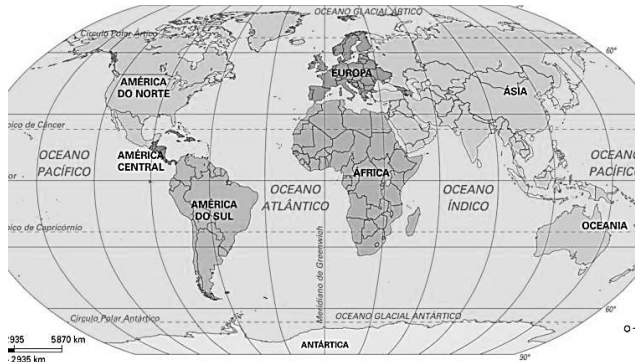 OCEANO GLACIAL ÁRTICO
Círculo Polar Ártico
60°
EUROPA
AMÉRICA
DO NORTE
ÁSIA
pico de Câncer
OCEANO
PACÍFICO
AMÉRICA
CENTRAL
OCEANO
ATLÂNTICO
ÁFRICA
OCEANO
ÍNDICO
OCEANO
PACÍFICO
or
AMÉRICA
DO SUL
OCEANIA
pico de Capricórnio
Meridiano de Greenwich
Círculo Polar Antártico
OCEANO GLACIAL ANTÁRTICO
60°
2935 5870 km
2935 km
ANTÁRTICA
90°